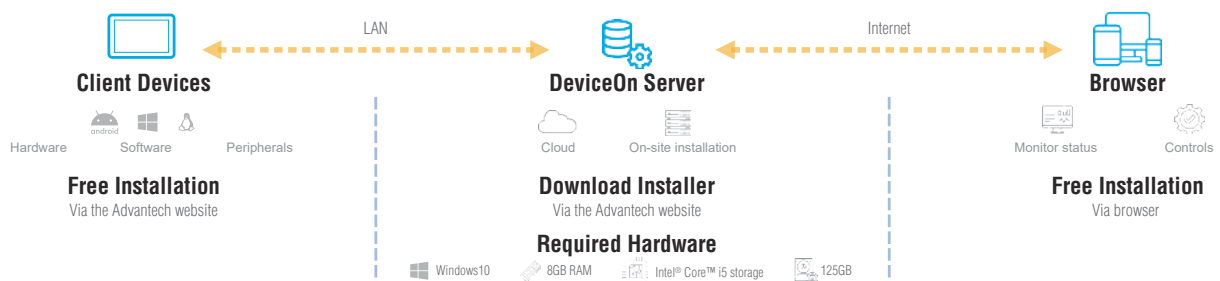 LAN
Internet
Client Devices
DeviceOn Server
Browser
android
Hardware
Software
Peripherals
Cloud
On-site installation
Monitor status
Controls
Free Installation
Via the Advantech website
Download Installer
Via the Advantech website
Free Installation
Via browser
Required Hardware
Windows10
8GB RAM
Intel® Core™ i5 storage
125GB